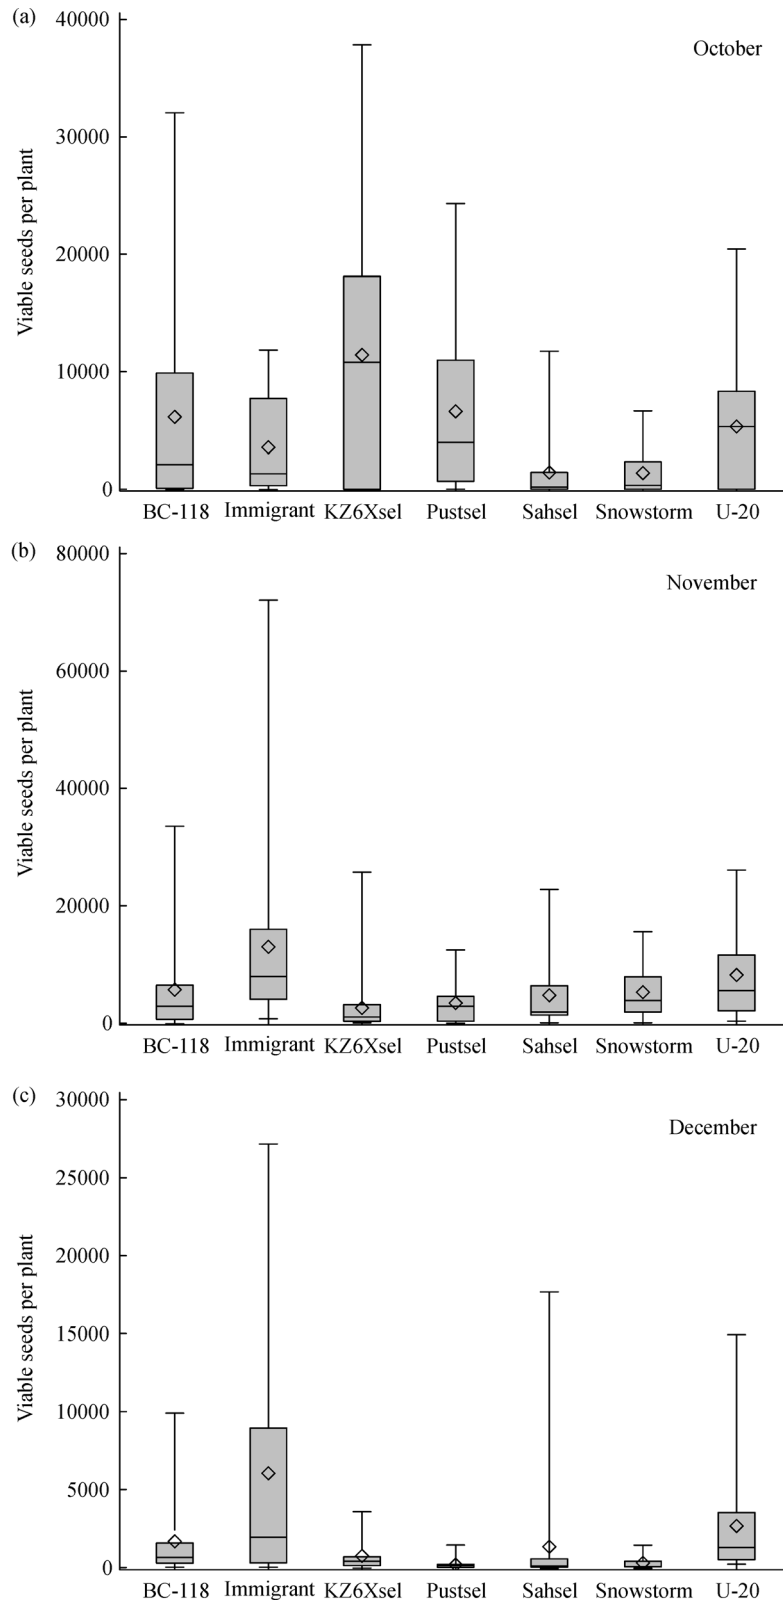 (a)
October
Viable seeds per plant
40000
30000
20000
10000
0
BC-118 Immigrant KZ6Xsel Pustsel Sahsel Snowstorm U-20
(b)
November
Viable seeds per plant
80000
60000
40000
20000
0
BC-118 Immigrant KZ6Xsel Pustsel Sahsel Snowstorm U-20
(c)
December
Viable seeds per plant
30000
25000
20000
15000
10000
5000
0
BC-118 Immigrant KZ6Xsel Pustsel Sahsel Snowstorm U-20